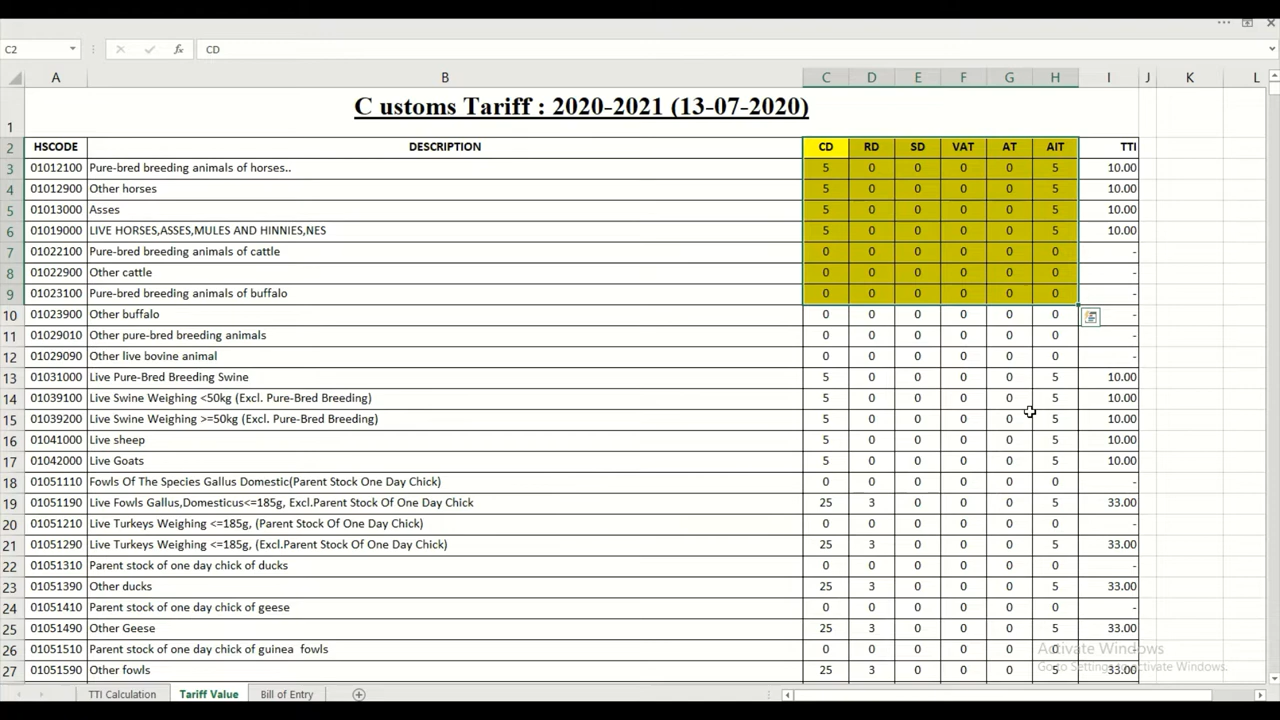 C2 fx CD
A B C D E F G H I J K L
1 C ustoms Tariff : 2020-2021 (13-07-2020)
2 HSCODE DESCRIPTION CD RD SD VAT AT AIT TTI
3 01012100 Pure-bred breeding animals of horses.. 5 0 0 0 0 5 10.00
4 01012900 Other horses 5 0 0 0 0 5 10.00
5 01013000 Asses 5 0 0 0 0 5 10.00
6 01019000 LIVE HORSES,ASSES,MULES AND HINNIES,NES 5 0 0 0 0 5 10.00
7 01022100 Pure-bred breeding animals of cattle 0 0 0 0 0 0 -
8 01022900 Other cattle 0 0 0 0 0 0 -
9 01023100 Pure-bred breeding animals of buffalo 0 0 0 0 0 0 -
10 01023900 Other buffalo 0 0 0 0 0 0 -
11 01029010 Other pure-bred breeding animals 0 0 0 0 0 0 -
12 01029090 Other live bovine animal 0 0 0 0 0 0 -
13 01031000 Live Pure-Bred Breeding Swine 5 0 0 0 0 5 10.00
14 01039100 Live Swine Weighing <50kg (Excl. Pure-Bred Breeding) 5 0 0 0 0 5 10.00
15 01039200 Live Swine Weighing >=50kg (Excl. Pure-Bred Breeding) 5 0 0 0 0 5 10.00
16 01041000 Live sheep 5 0 0 0 0 5 10.00
17 01042000 Live Goats 5 0 0 0 0 5 10.00
18 01051110 Fowls Of The Species Gallus Domestic(Parent Stock One Day Chick) 0 0 0 0 0 0 -
19 01051190 Live Fowls Gallus,Domesticus<=185g, Excl.Parent Stock Of One Day Chick 25 3 0 0 0 5 33.00
20 01051210 Live Turkeys Weighing <=185g, (Parent Stock Of One Day Chick) 0 0 0 0 0 0 -
21 01051290 Live Turkeys Weighing <=185g, (Excl.Parent Stock Of One Day Chick) 25 3 0 0 0 5 33.00
22 01051310 Parent stock of one day chick of ducks 0 0 0 0 0 0 -
23 01051390 Other ducks 25 3 0 0 0 5 33.00
24 01051410 Parent stock of one day chick of geese 0 0 0 0 0 0 -
25 01051490 Other Geese 25 3 0 0 0 5 33.00
26 01051510 Parent stock of one day chick of guinea fowls 0 0 0 0 0 0 -
Activate Windows
27 01051590 Other fowls 25 3 0 0 0 5 33.00
Go to Settings to activate Windows.
TTI Calculation Tariff Value Bill of Entry